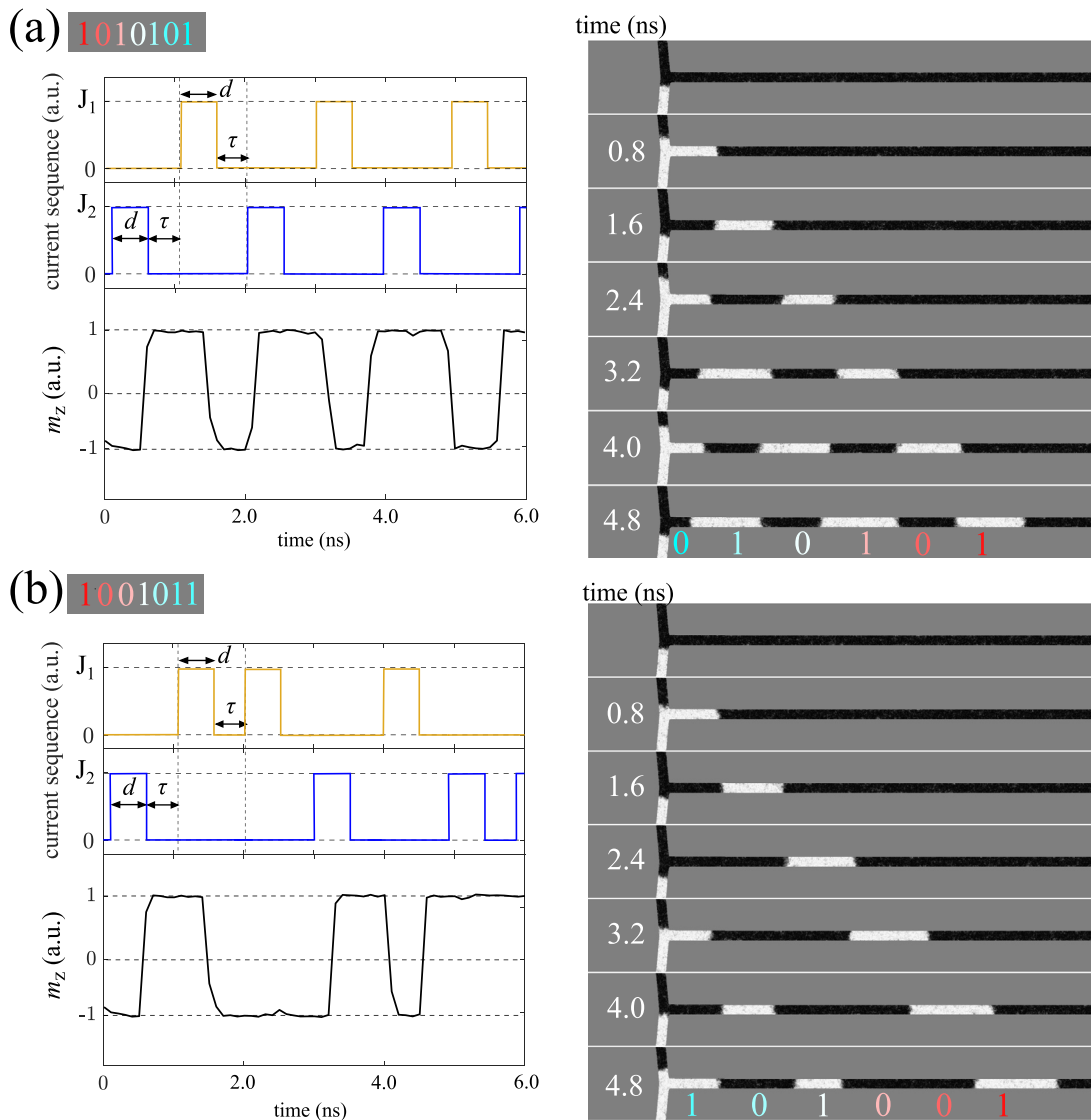 (a) 1010101
time (ns)
current sequence (a.u.)
J1
d
τ
0
J2
d
τ
0
mz (a.u.)
1
0
-1
0 2.0 4.0 6.0
time (ns)
0.8
1.6
2.4
3.2
4.0
4.8
0 1 0 1 0 1
(b) 1001011
time (ns)
current sequence (a.u.)
J1
d
τ
0
J2
d
τ
0
mz (a.u.)
1
0
-1
0 2.0 4.0 6.0
time (ns)
0.8
1.6
2.4
3.2
4.0
4.8
1 0 1 0 0 1